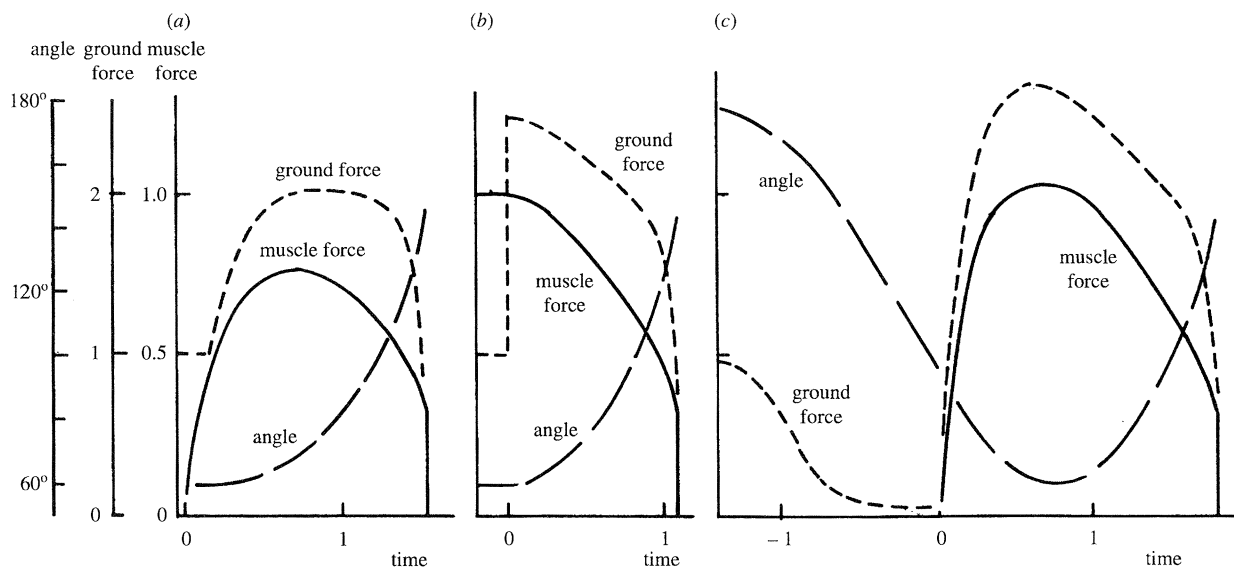 (a)
(b)
(c)
angle ground muscle
force force
180°
120°
60°
2
1
0
1.0
0.5
0
ground force
muscle force
angle
0 1
time
ground
force
muscle
force
angle
0 1
time
angle
ground
force
muscle
force
–1 0 1
time